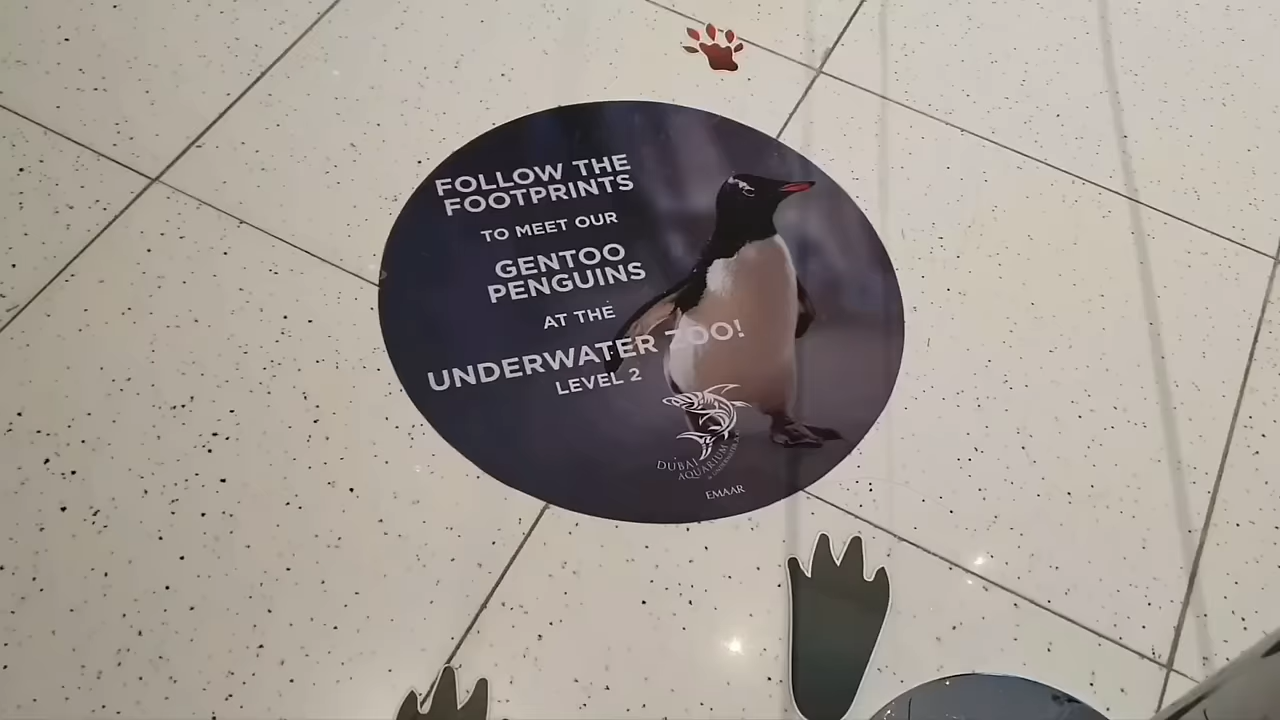 FOLLOW THE
FOOTPRINTS
TO MEET OUR
GENTOO
PENGUINS
AT THE
UNDERWATER ZOO!
LEVEL 2
DUBAI
AQUARIUM
EMAAR